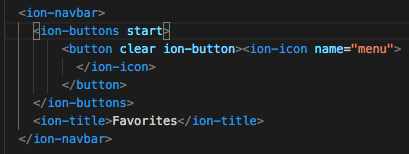 <ion-navbar>
<ion-buttons start>
<button clear ion-button><ion-icon name="menu">
</ion-icon>
</button>
</ion-buttons>
<ion-title>Favorites</ion-title>
</ion-navbar>